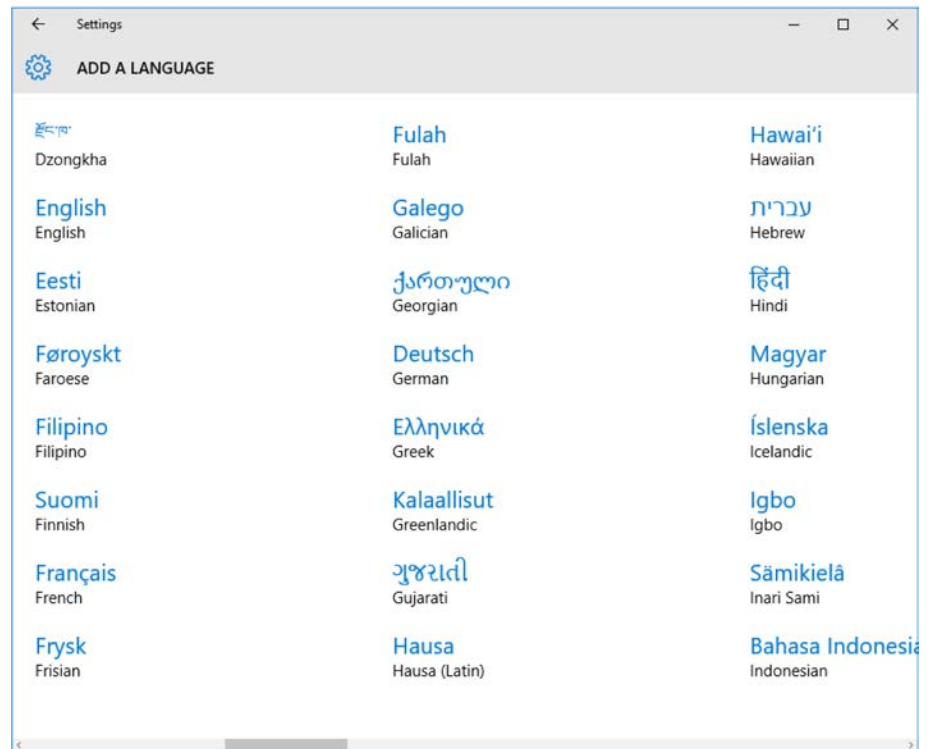 Settings
ADD A LANGUAGE
རྫོང་ཁ་
Dzongkha
English
English
Eesti
Estonian
Føroyskt
Faroese
Filipino
Filipino
Suomi
Finnish
Français
French
Frysk
Frisian
Fulah
Fulah
Galego
Galician
ქართული
Georgian
Deutsch
German
Ελληνικά
Greek
Kalaallisut
Greenlandic
ગુજરાતી
Gujarati
Hausa
Hausa (Latin)
Hawaiʻi
Hawaiian
עברית
Hebrew
हिंदी
Hindi
Magyar
Hungarian
Íslenska
Icelandic
Igbo
Igbo
Sämikielâ
Inari Sami
Bahasa Indonesia
Indonesian